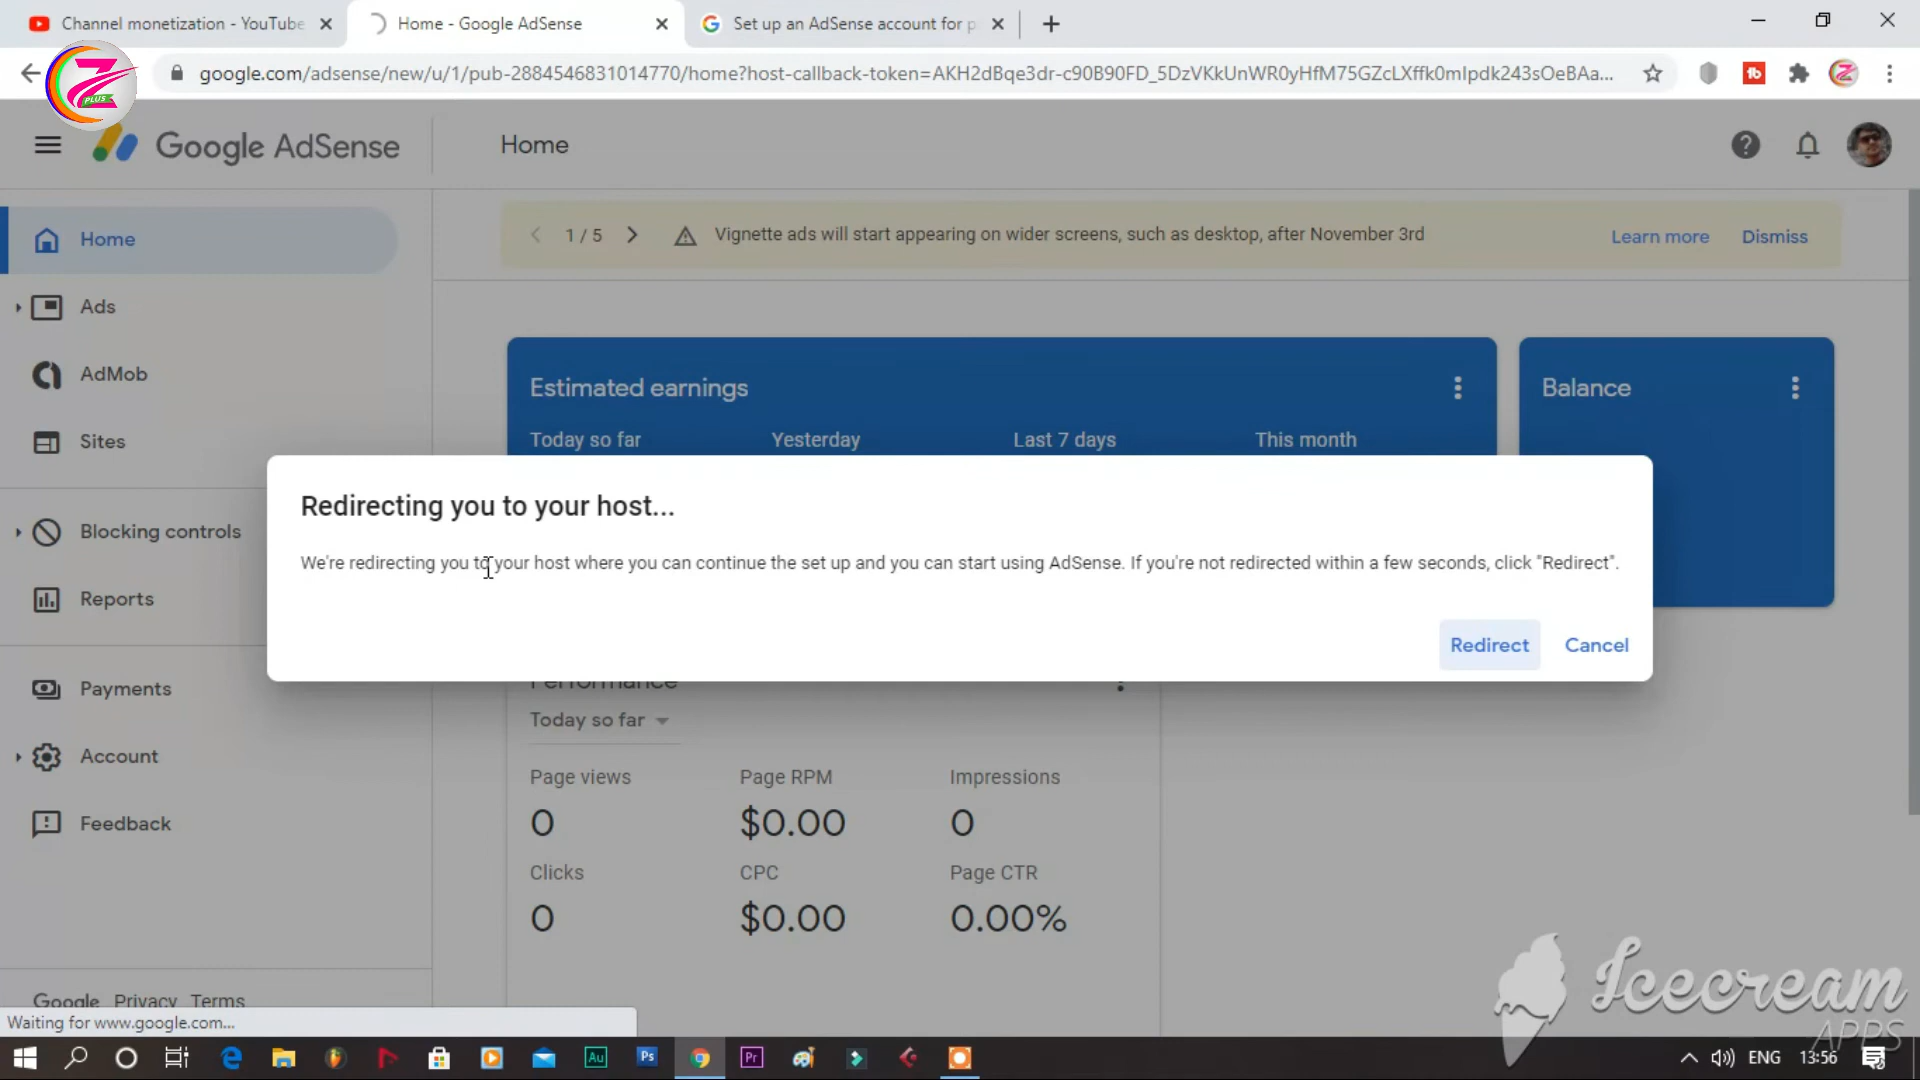 Channel monetization - YouTube
Home - Google AdSense
Set up an AdSense account for p
google.com/adsense/new/u/1/pub-2884546831014770/home?host-callback-token=AKH2dBqe3dr-c90B90FD_5DzVKkUnWR0yHfM75GZcLXffk0mIpdk243sOeBAa...
Z PLUS
Google AdSense
Home
Home
1 / 5
Vignette ads will start appearing on wider screens, such as desktop, after November 3rd
Learn more
Dismiss
Ads
AdMob
Sites
Blocking controls
Reports
Payments
Account
Feedback
Estimated earnings
Today so far
Yesterday
Last 7 days
This month
Balance
Redirecting you to your host...
We're redirecting you to your host where you can continue the set up and you can start using AdSense. If you're not redirected within a few seconds, click "Redirect".
Redirect
Cancel
Performance
Today so far
Page views
Page RPM
Impressions
0
$0.00
0
Clicks
CPC
Page CTR
0
$0.00
0.00%
Google Privacy Terms
Waiting for www.google.com...
Icecream
APPS
Au
Ps
Pr
ENG
13:56